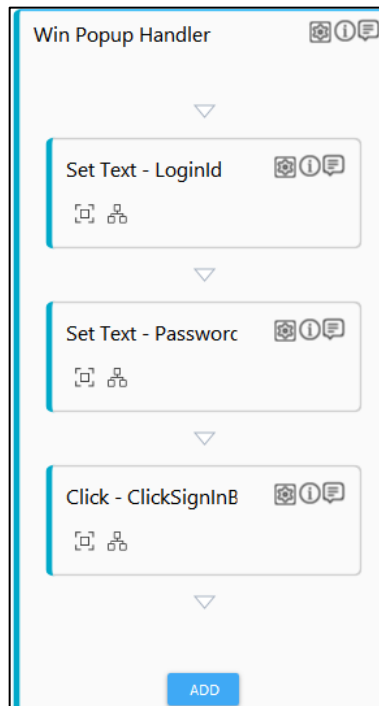 Win Popup Handler
Set Text - LoginId
Set Text - Passworc
Click - ClickSignInB
ADD